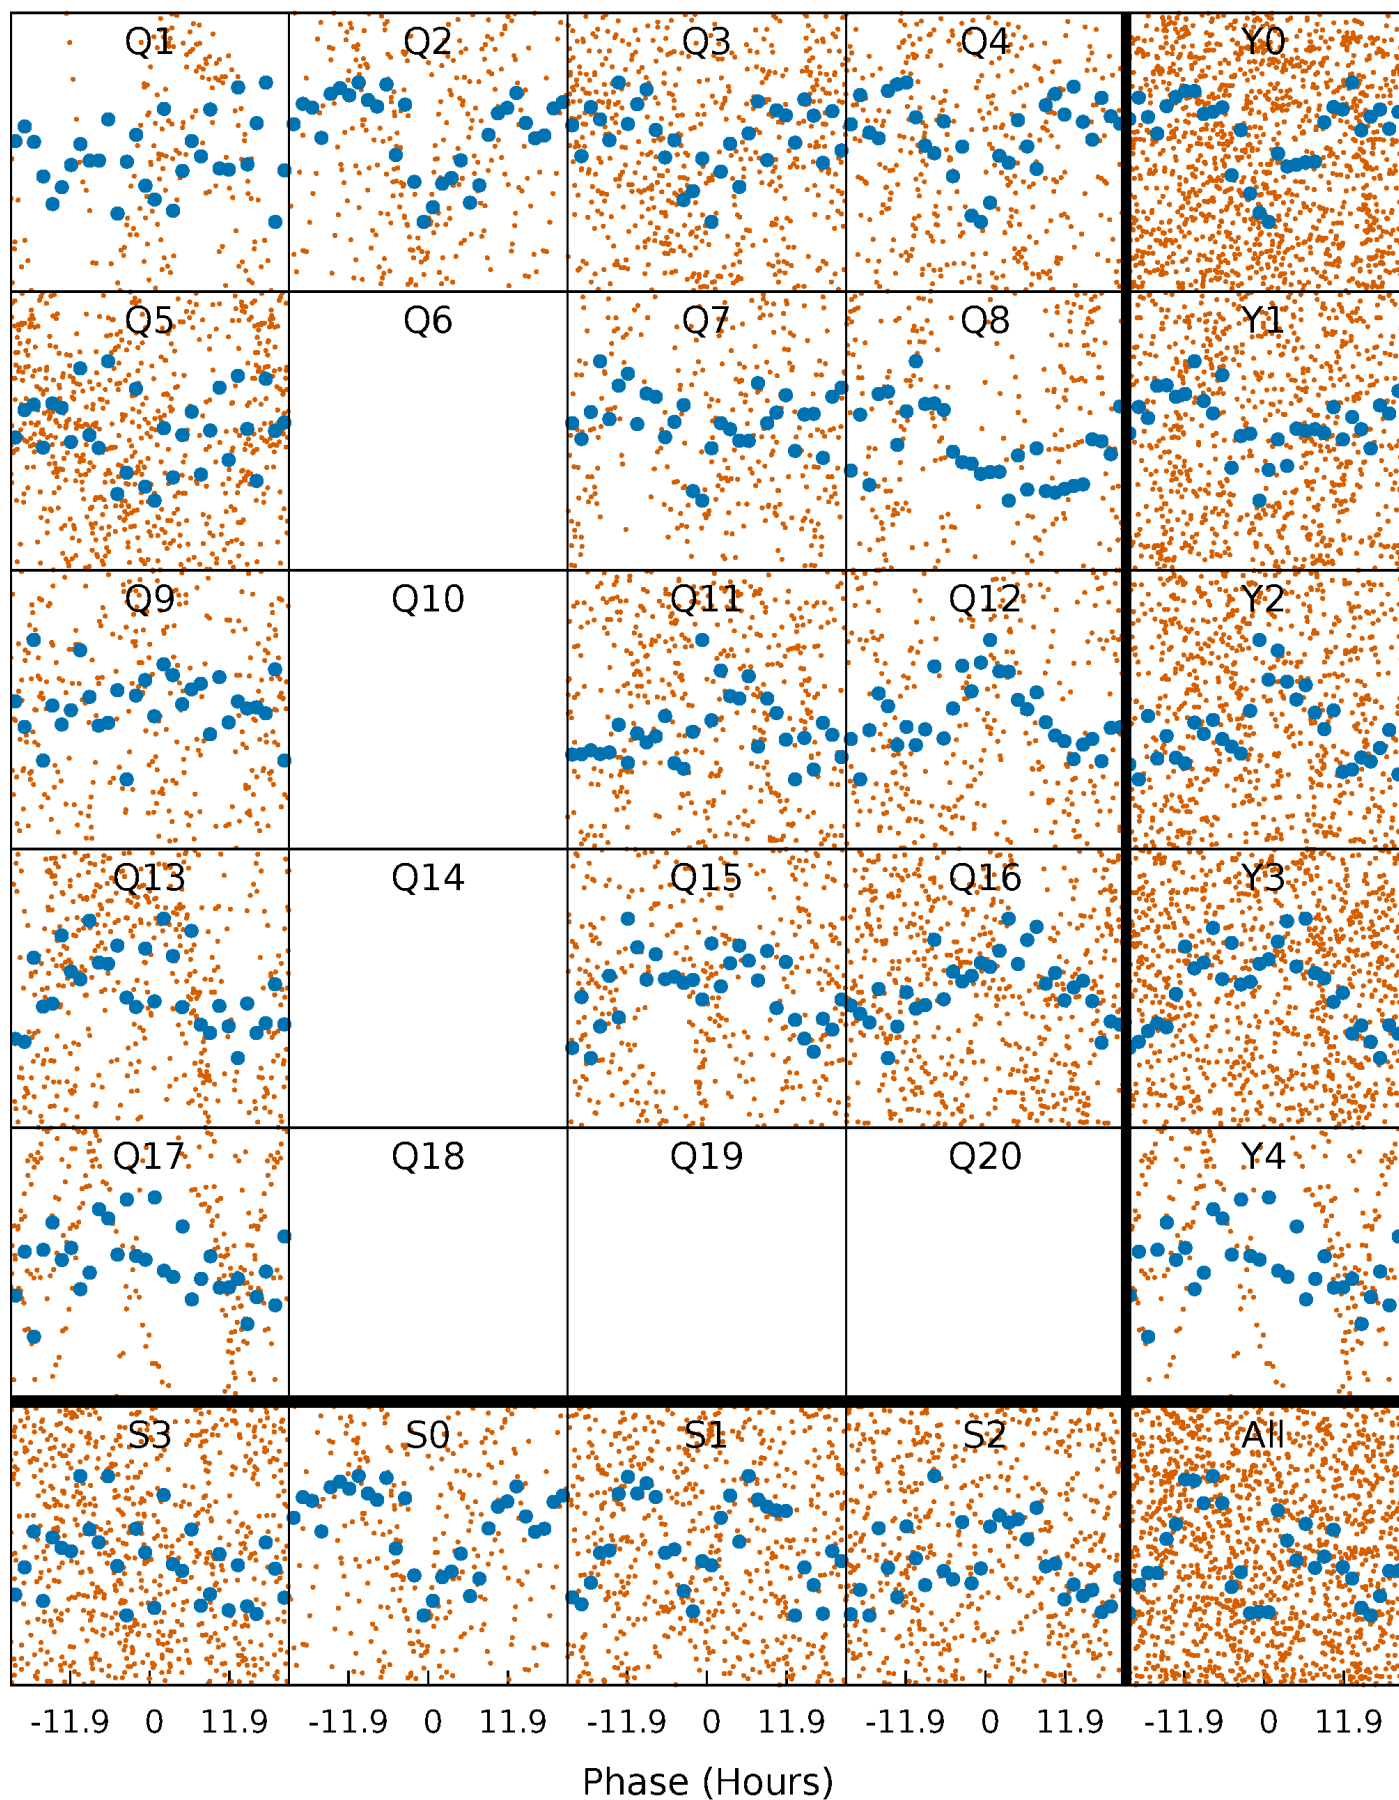 Q1 Q2 Q3 Q4 Y0
Q5 Q6 Q7 Q8 Y1
Q9 Q10 Q11 Q12 Y2
Q13 Q14 Q15 Q16 Y3
Q17 Q18 Q19 Q20 Y4
S3 S0 S1 S2 All
-11.9 0 11.9 -11.9 0 11.9 -11.9 0 11.9 -11.9 0 11.9 -11.9 0 11.9
Phase (Hours)